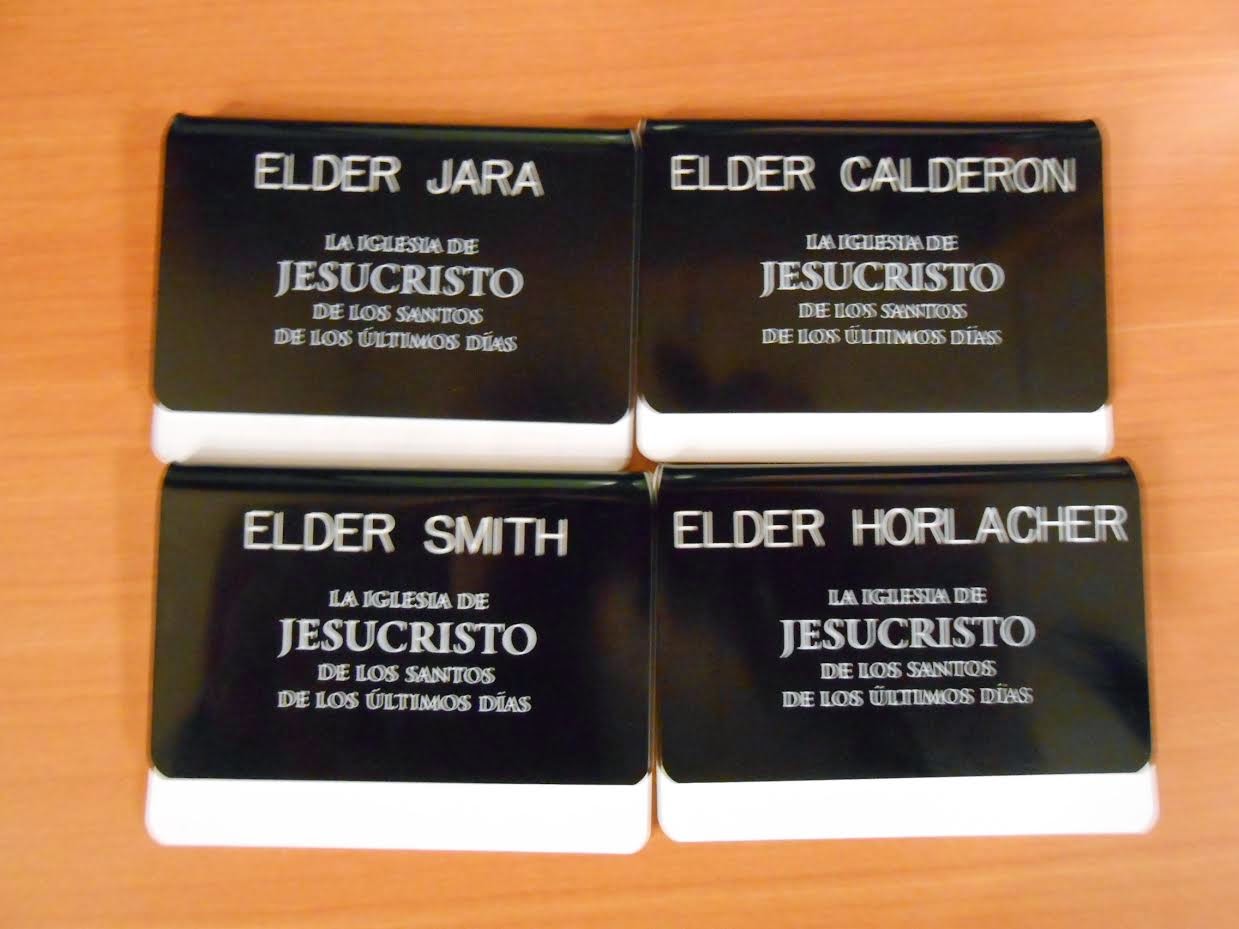 ELDER JARA
LA IGLESIA DE
JESUCRISTO
DE LOS SANTOS
DE LOS ÚLTIMOS DÍAS
ELDER CALDERON
LA IGLESIA DE
JESUCRISTO
DE LOS SANTOS
DE LOS ÚLTIMOS DÍAS
ELDER SMITH
LA IGLESIA DE
JESUCRISTO
DE LOS SANTOS
DE LOS ÚLTIMOS DÍAS
ELDER HORLACHER
LA IGLESIA DE
JESUCRISTO
DE LOS SANTOS
DE LOS ÚLTIMOS DÍAS